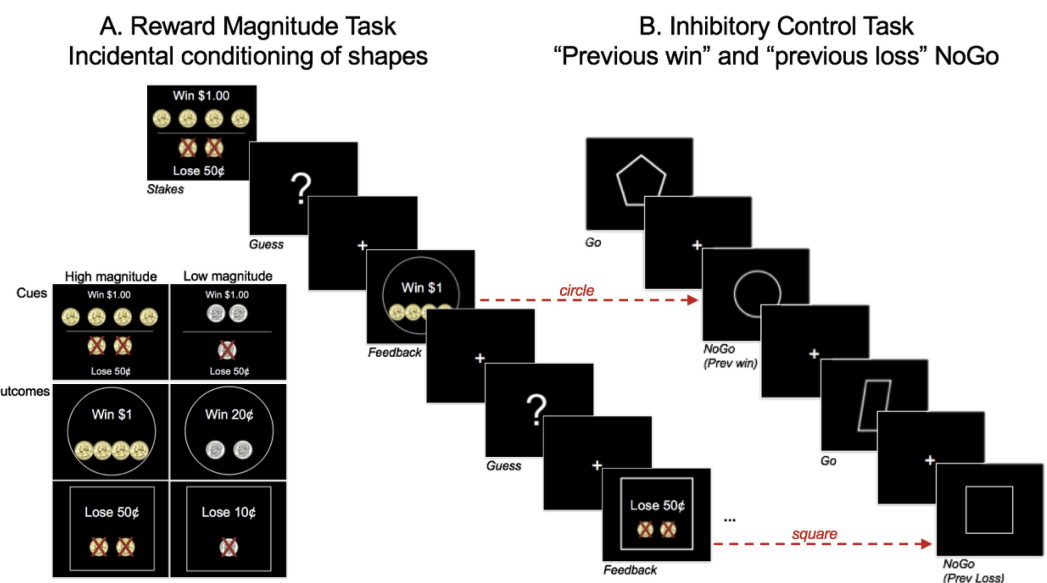 A. Reward Magnitude Task
Incidental conditioning of shapes
Win $1.00
Lose 50¢
Stakes
?
Guess
+
Win $1
Feedback
+
?
Guess
+
Lose 50¢
Feedback
...
High magnitude
Low magnitude
Cues
Win $1.00
Lose 50¢
Win $1.00
Lose 50¢
utcomes
Win $1
Win 20¢
Lose 50¢
Lose 10¢
circle
square
B. Inhibitory Control Task
“Previous win” and “previous loss” NoGo
Go
+
NoGo
(Prev win)
+
Go
+
NoGo
(Prev Loss)